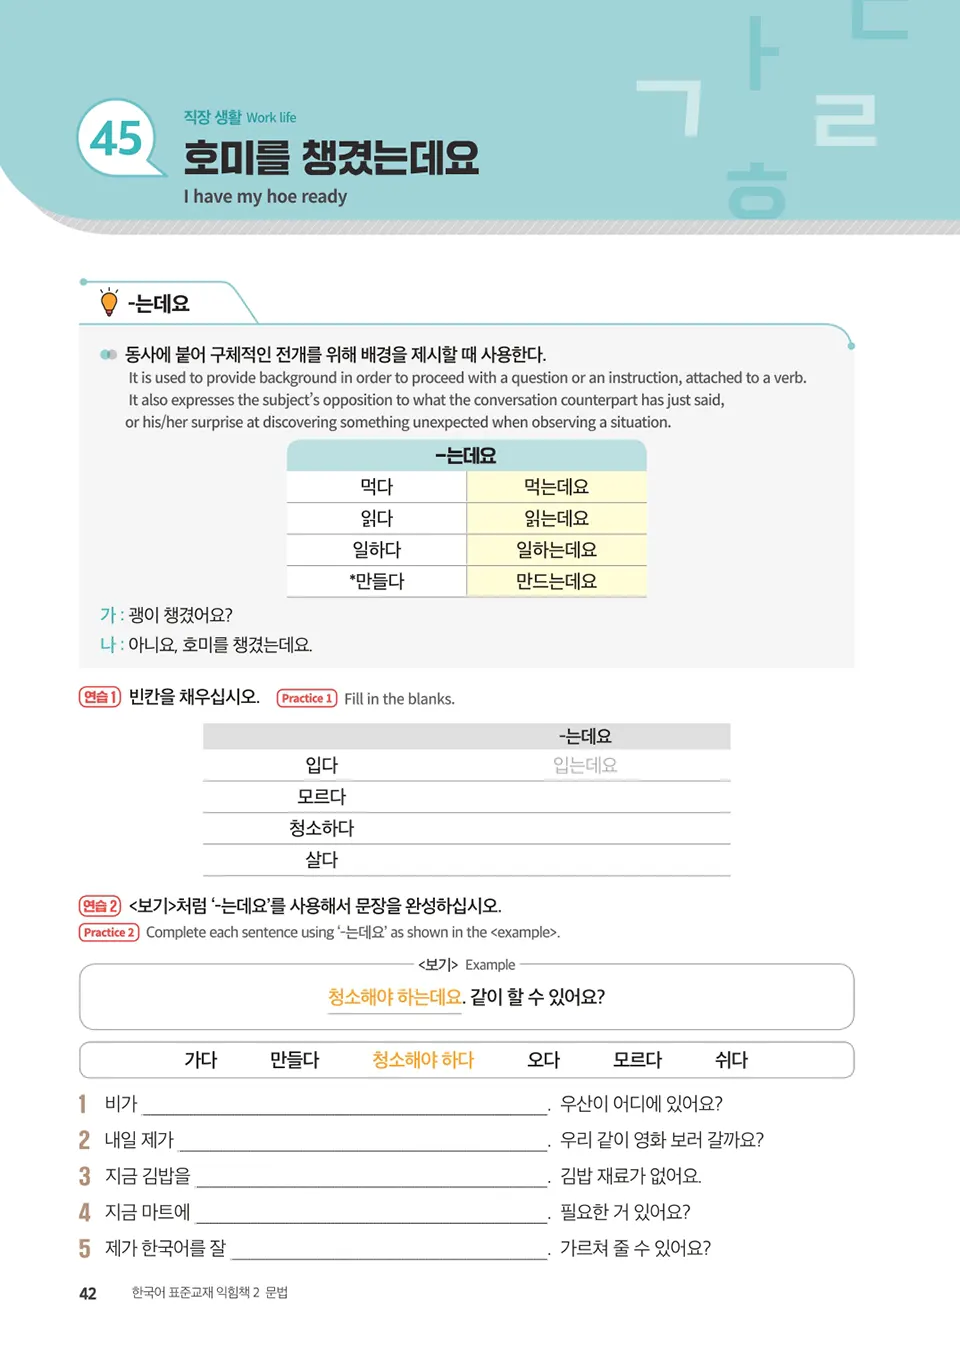 45
직장 생활 Work life
호미를 챙겼는데요
I have my hoe ready
ㄱ ㅏ ㄴ ㄹ ㅎ
-는데요
동사에 붙어 구체적인 전개를 위해 배경을 제시할 때 사용한다.
It is used to provide background in order to proceed with a question or an instruction, attached to a verb.
It also expresses the subject's opposition to what the conversation counterpart has just said,
or his/her surprise at discovering something unexpected when observing a situation.
-는데요
먹다 먹는데요
읽다 읽는데요
일하다 일하는데요
*만들다 만드는데요
가 : 괭이 챙겼어요?
나 : 아니요, 호미를 챙겼는데요.
연습 1 빈칸을 채우십시오. Practice 1 Fill in the blanks.
-는데요
입다 입는데요
모르다
청소하다
살다
연습 2 <보기>처럼 '-는데요'를 사용해서 문장을 완성하십시오.
Practice 2 Complete each sentence using '-는데요' as shown in the <example>.
<보기> Example
청소해야 하는데요. 같이 할 수 있어요?
가다 만들다 청소해야 하다 오다 모르다 쉬다
1 비가 ____. 우산이 어디에 있어요?
2 내일 제가 ____. 우리 같이 영화 보러 갈까요?
3 지금 김밥을 ____. 김밥 재료가 없어요.
4 지금 마트에 ____. 필요한 거 있어요?
5 제가 한국어를 잘 ____. 가르쳐 줄 수 있어요?
42 한국어 표준교재 익힘책 2 문법